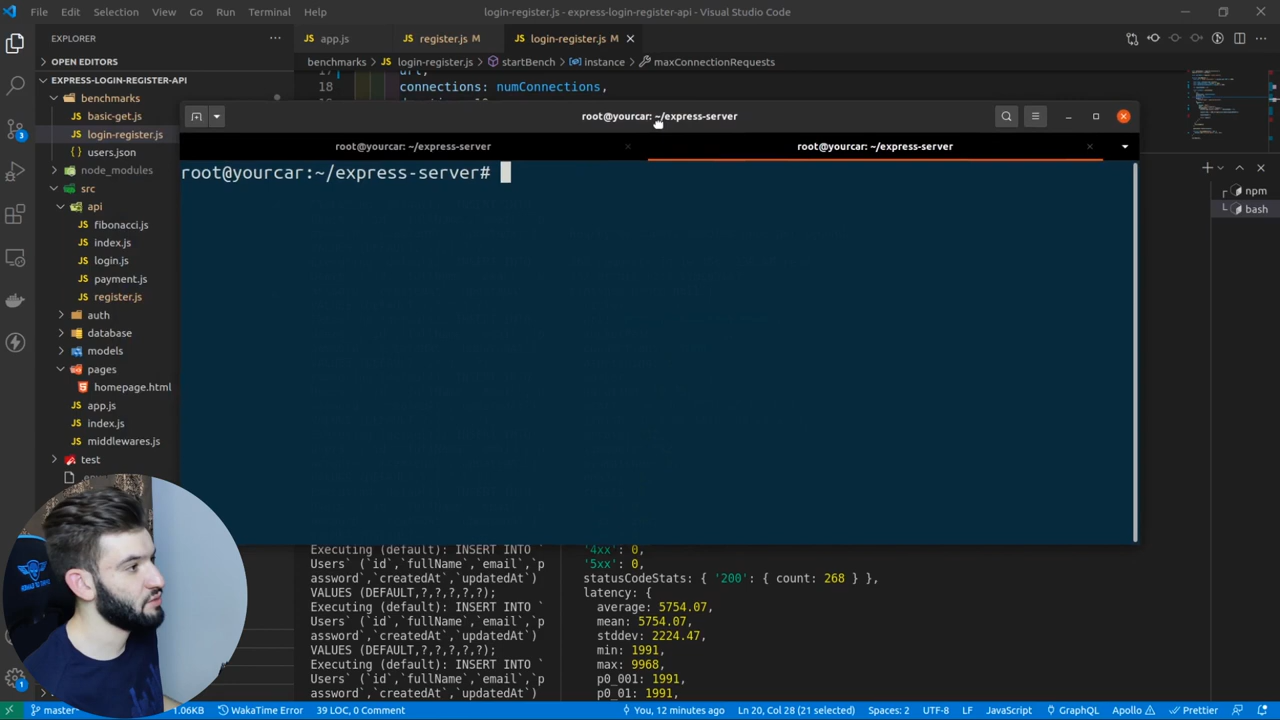 File Edit Selection View Go Run Terminal Help
login-register.js - express-login-register-api - Visual Studio Code
EXPLORER
OPEN EDITORS
EXPRESS-LOGIN-REGISTER-API
benchmarks
basic-get.js
login-register.js
users.json
node_modules
src
api
fibonacci.js
index.js
login.js
payment.js
register.js
auth
database
models
pages
homepage.html
app.js
index.js
middlewares.js
test
app.js
register.js M
login-register.js M
benchmarks > login-register.js > startBench > instance > maxConnectionRequests
18 connections: numConnections,
root@yourcar: ~/express-server
root@yourcar: ~/express-server
root@yourcar: ~/express-server
root@yourcar:~/express-server#
npm
bash
Executing (default): INSERT INTO `
Users` (`id`,`fullName`,`email`,`p
assword`,`createdAt`,`updatedAt`)
VALUES (DEFAULT,?,?,?,?,?);
Executing (default): INSERT INTO `
Users` (`id`,`fullName`,`email`,`p
assword`,`createdAt`,`updatedAt`)
VALUES (DEFAULT,?,?,?,?,?);
Executing (default): INSERT INTO `
Users` (`id`,`fullName`,`email`,`p
assword`,`createdAt`,`updatedAt`)
'4xx': 0,
'5xx': 0,
statusCodeStats: { '200': { count: 268 } },
latency: {
average: 5754.07,
mean: 5754.07,
stddev: 2224.47,
min: 1991,
max: 9968,
p0_001: 1991,
p0_01: 1991,
3
1
master
1.06KB
WakaTime Error
39 LOC, 0 Comment
You, 12 minutes ago
Ln 20, Col 28 (21 selected)
Spaces: 2
UTF-8
LF
JavaScript
GraphQL
Apollo
Prettier